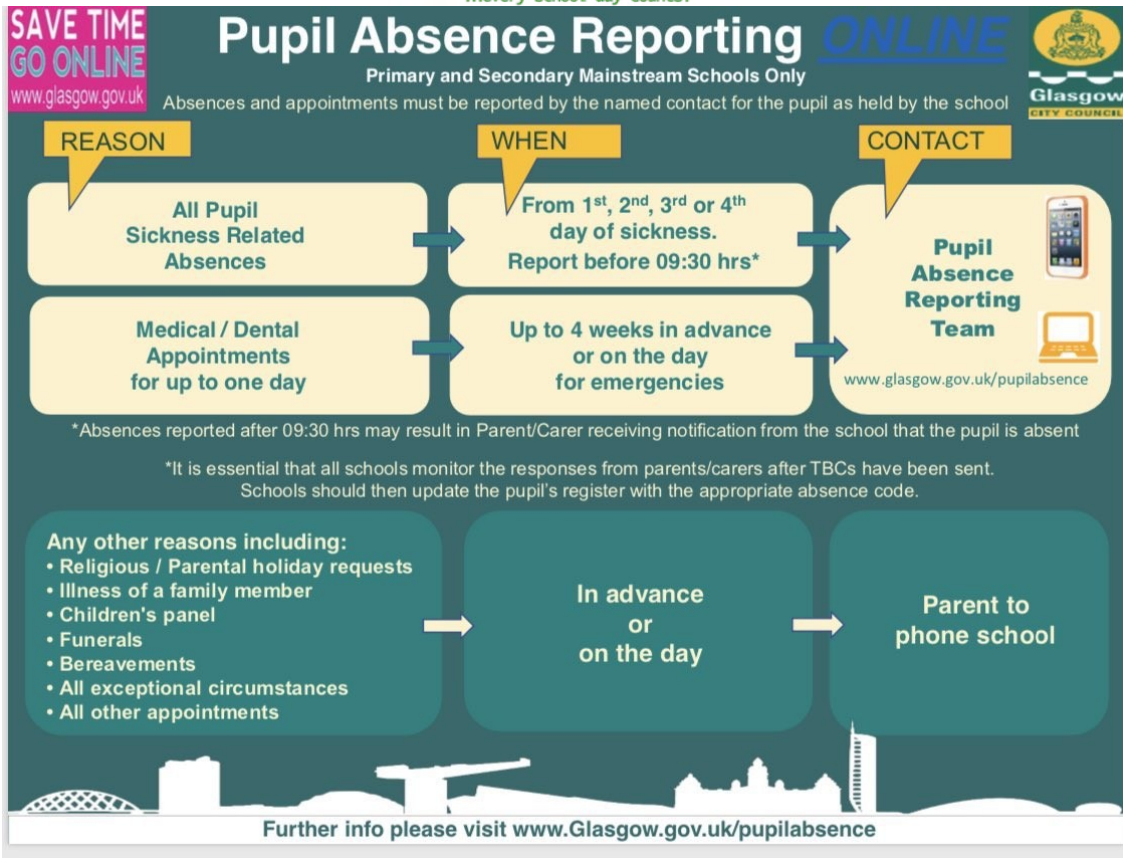 SAVE TIME
GO ONLINE
www.glasgow.gov.uk
Pupil Absence Reporting ONLINE
Primary and Secondary Mainstream Schools Only
Absences and appointments must be reported by the named contact for the pupil as held by the school
Glasgow
CITY COUNCIL
REASON
WHEN
CONTACT
All Pupil
Sickness Related
Absences
From 1st, 2nd, 3rd or 4th
day of sickness.
Report before 09:30 hrs*
Pupil
Absence
Reporting
Team
www.glasgow.gov.uk/pupilabsence
Medical / Dental
Appointments
for up to one day
Up to 4 weeks in advance
or on the day
for emergencies
*Absences reported after 09:30 hrs may result in Parent/Carer receiving notification from the school that the pupil is absent
*It is essential that all schools monitor the responses from parents/carers after TBCs have been sent.
Schools should then update the pupil's register with the appropriate absence code.
Any other reasons including:
• Religious / Parental holiday requests
• Illness of a family member
• Children's panel
• Funerals
• Bereavements
• All exceptional circumstances
• All other appointments
In advance
or
on the day
Parent to
phone school
Further info please visit www.Glasgow.gov.uk/pupilabsence